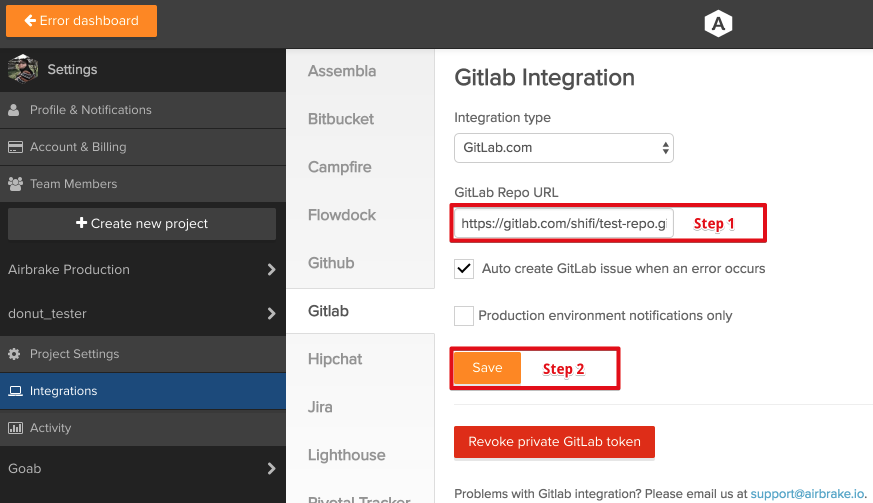 Error dashboard
A
Settings
Profile & Notifications
Account & Billing
Team Members
Create new project
Airbrake Production
donut_tester
Project Settings
Integrations
Activity
Goab
Assembla
Bitbucket
Campfire
Flowdock
Github
Gitlab
Hipchat
Jira
Lighthouse
Pivotal Tracker
Gitlab Integration
Integration type
GitLab.com
GitLab Repo URL
https://gitlab.com/shifi/test-repo.gi Step 1
Auto create GitLab issue when an error occurs
Production environment notifications only
Save Step 2
Revoke private GitLab token
Problems with Gitlab integration? Please email us at support@airbrake.io.